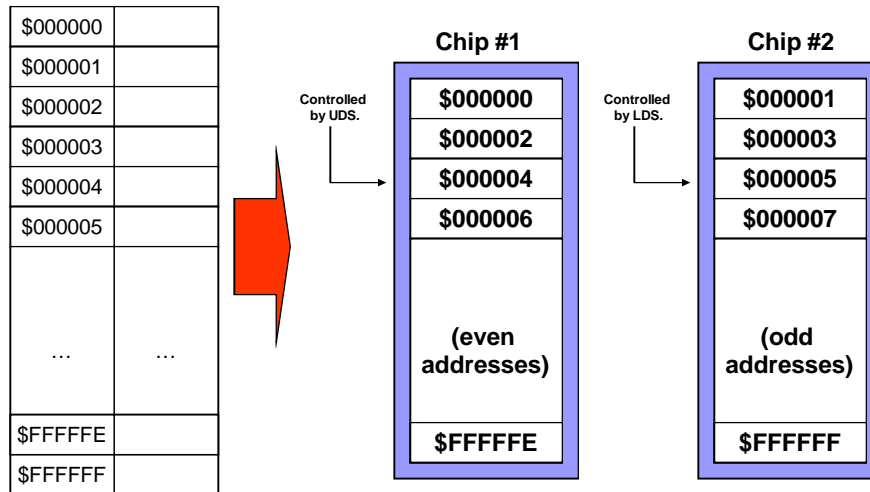 $000000
$000001
$000002
$000003
$000004
$000005
… …
$FFFFFE
$FFFFFF
Controlled
by UDS.
Chip #1
$000000
$000002
$000004
$000006
(even
addresses)
$FFFFFE
Controlled
by LDS.
Chip #2
$000001
$000003
$000005
$000007
(odd
addresses)
$FFFFFF